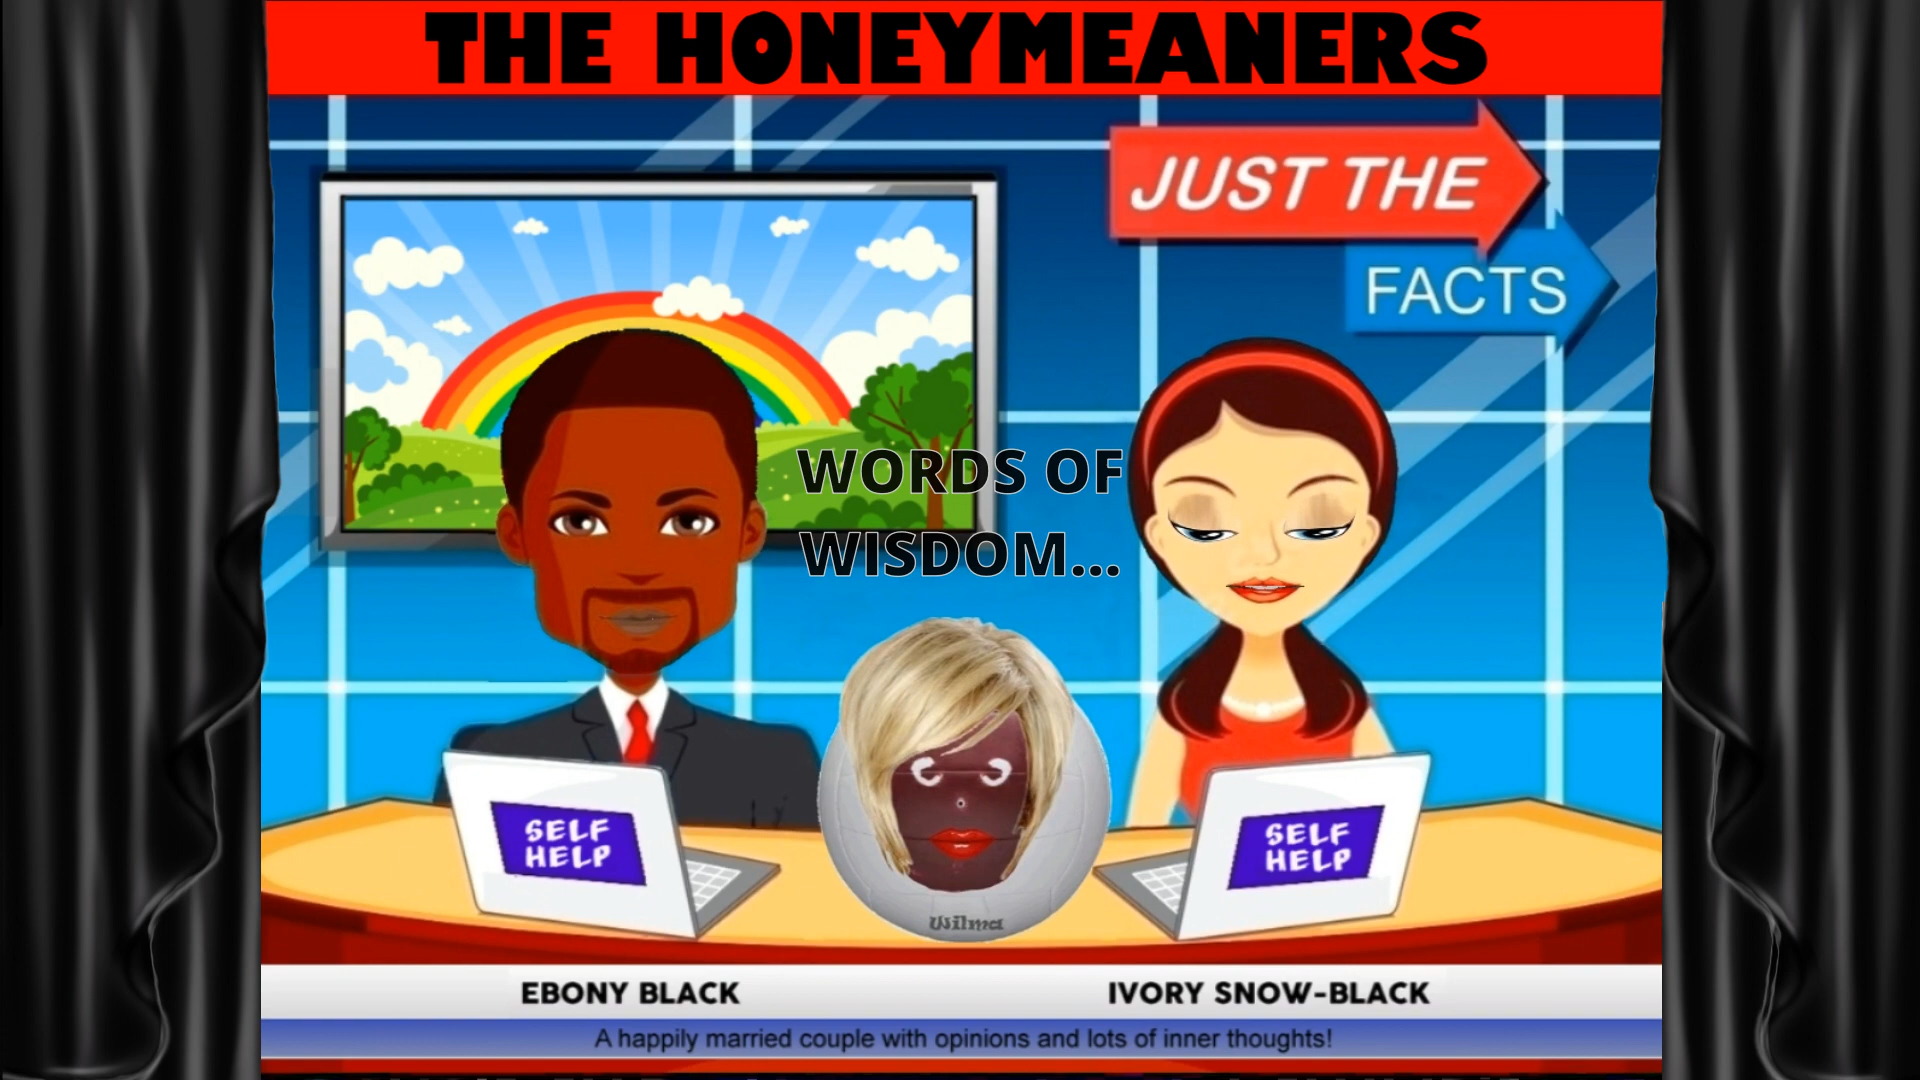 THE HONEYMEANERS
JUST THE
FACTS
WORDS OF
WISDOM...
SELF
HELP
SELF
HELP
Wilma
EBONY BLACK
IVORY SNOW-BLACK
A happily married couple with opinions and lots of inner thoughts!